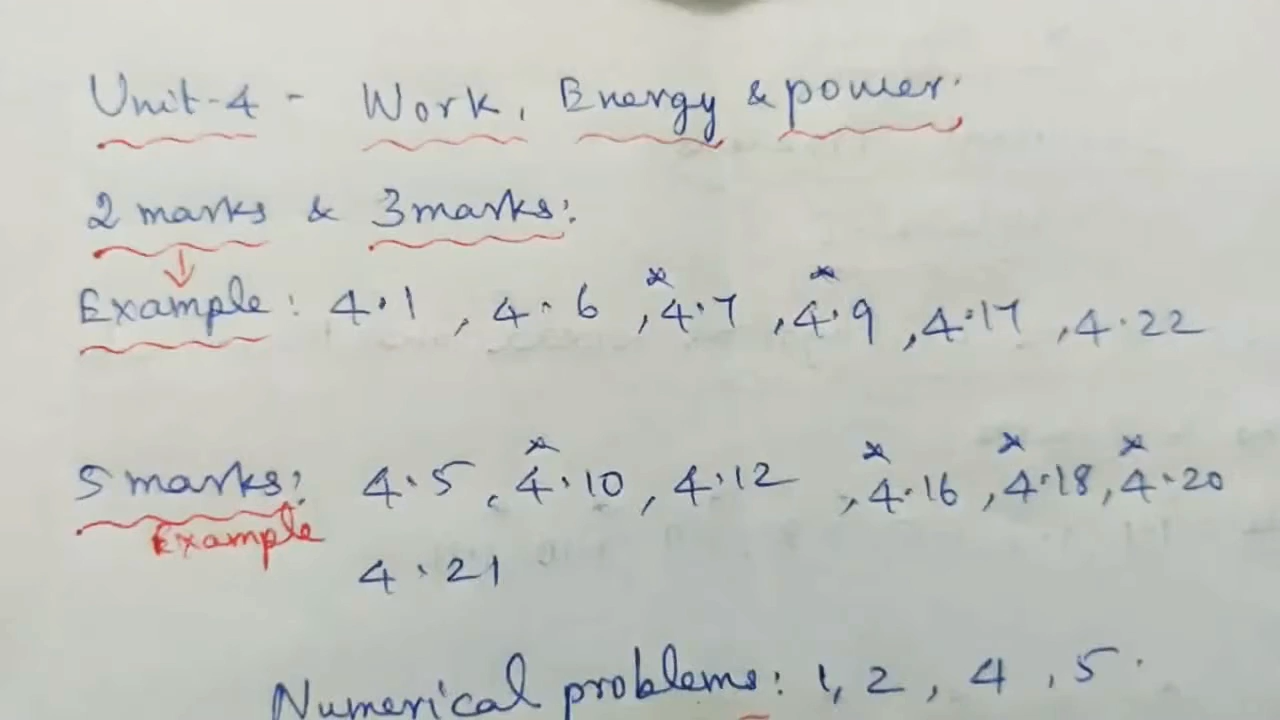 Unit-4 - Work, Energy & power.
2 marks & 3marks:
Example: 4.1, 4.6, 4.7, 4.9, 4.17, 4.22
5 marks: 4.5, 4.10, 4.12, 4.16, 4.18, 4.20
Example
4.21
Numerical problems: 1, 2, 4, 5.